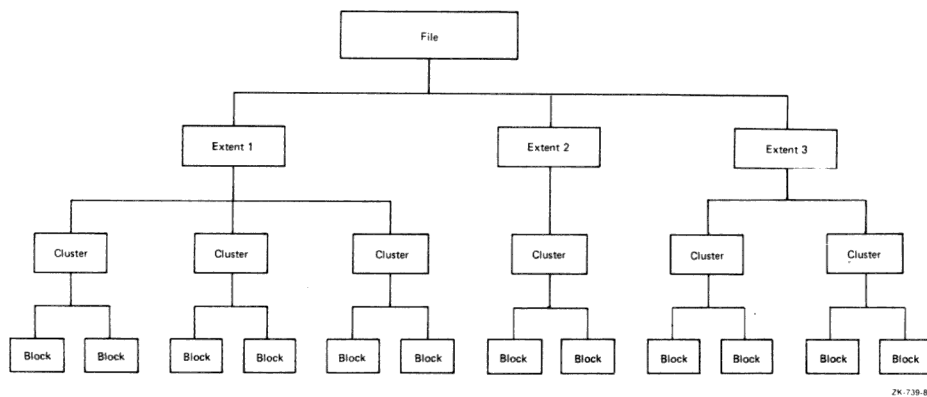 File
Extent 1 Extent 2 Extent 3
Cluster Cluster Cluster Cluster Cluster Cluster
Block Block Block Block Block Block Block Block Block Block Block Block
ZK-739-8